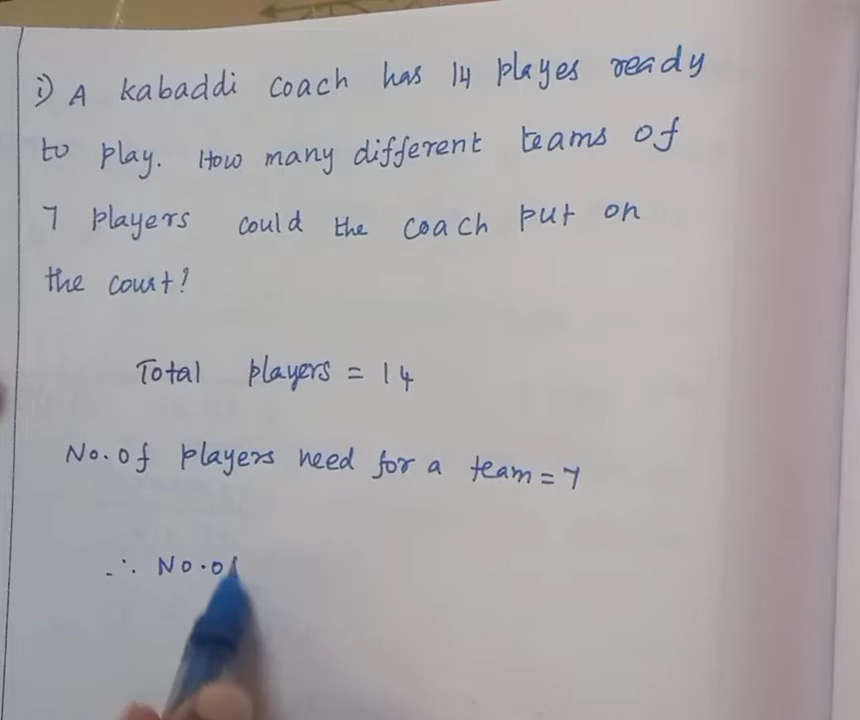 i) A kabaddi coach has 14 playes ready
to play. How many different teams of
7 players could the coach put on
the court?
Total players = 14
No. of players need for a team = 7
∴ No. of